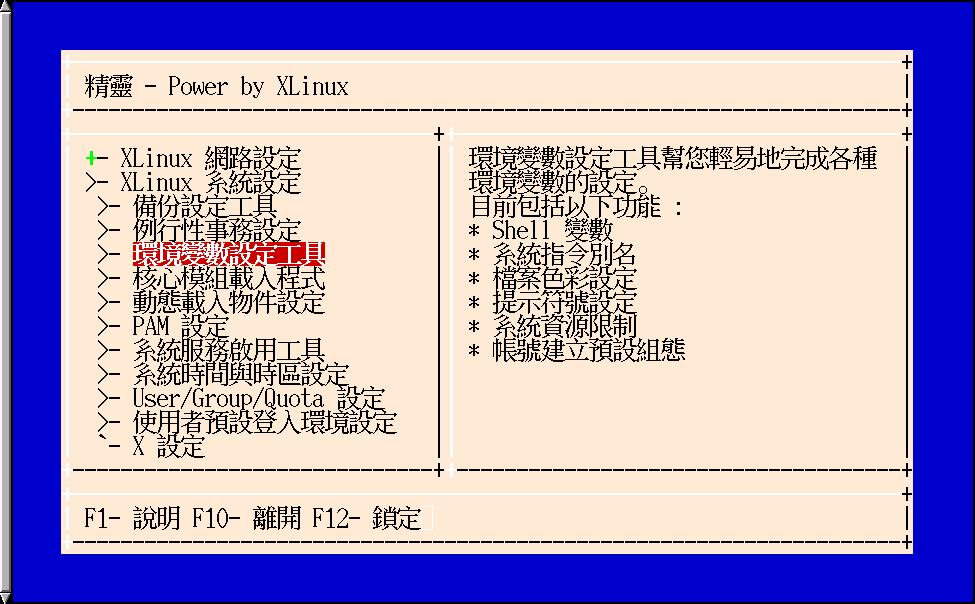 精靈 - Power by XLinux
+- XLinux 網路設定
>- XLinux 系統設定
>- 備份設定工具
>- 例行性事務設定
>- 環境變數設定工具
>- 核心模組載入程式
>- 動態載入物件設定
>- PAM 設定
>- 系統服務啟用工具
>- 系統時間與時區設定
>- User/Group/Quota 設定
>- 使用者預設登入環境設定
`- X 設定
環境變數設定工具幫您輕易地完成各種
環境變數的設定。
目前包括以下功能 :
* Shell 變數
* 系統指令別名
* 檔案色彩設定
* 提示符號設定
* 系統資源限制
* 帳號建立預設組態
F1- 說明 F10- 離開 F12- 鎖定